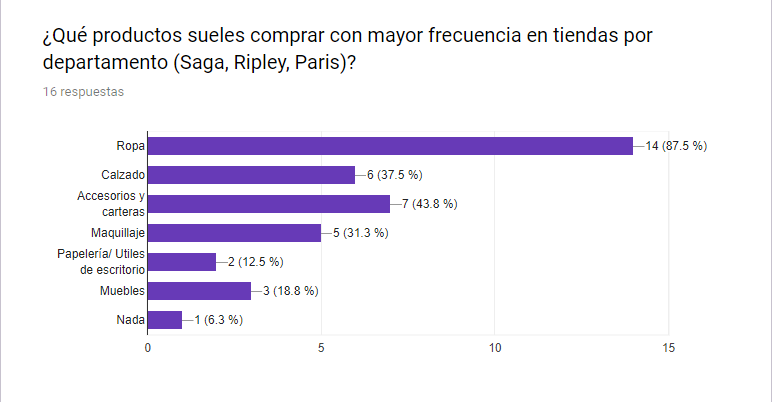 ¿Qué productos sueles comprar con mayor frecuencia en tiendas por
departamento (Saga, Ripley, Paris)?
16 respuestas
Ropa 14 (87.5 %)
Calzado 6 (37.5 %)
Accesorios y
carteras 7 (43.8 %)
Maquillaje 5 (31.3 %)
Papelería/ Utiles
de escritorio 2 (12.5 %)
Muebles 3 (18.8 %)
Nada 1 (6.3 %)
0 5 10 15